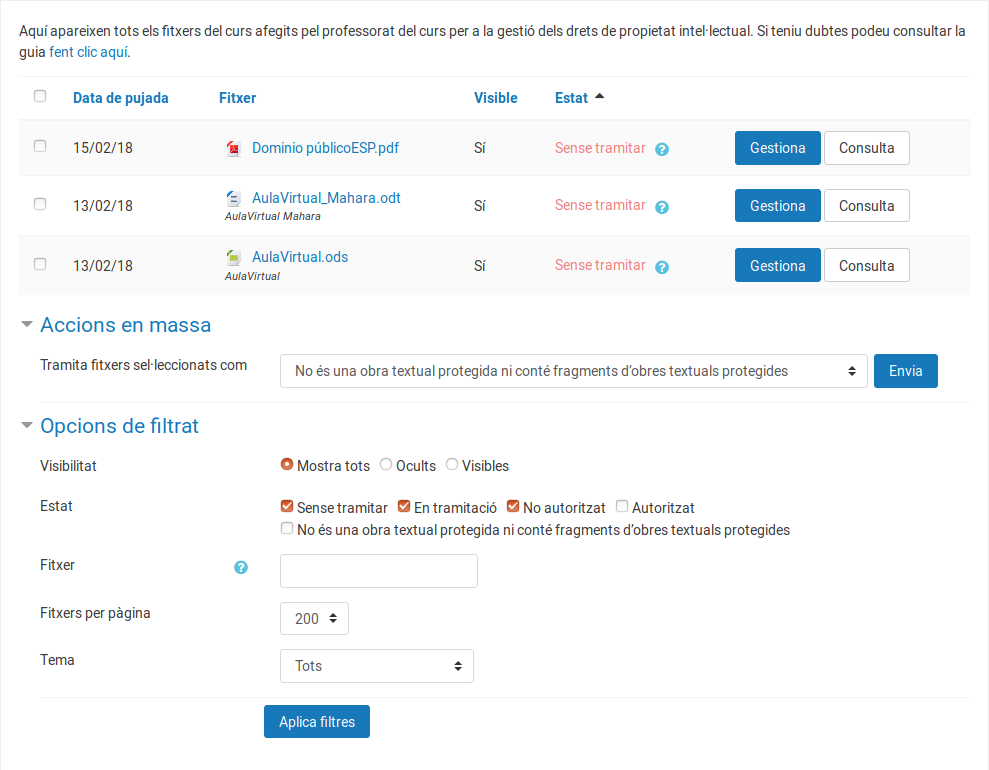 Aquí apareixen tots els fitxers del curs afegits pel professorat del curs per a la gestió dels drets de propietat intel·lectual. Si teniu dubtes podeu consultar la
guia fent clic aquí.
Data de pujada Fitxer Visible Estat
15/02/18 Dominio públicoESP.pdf Sí Sense tramitar ? Gestiona Consulta
13/02/18 AulaVirtual_Mahara.odt Sí Sense tramitar ? Gestiona Consulta
AulaVirtual Mahara
13/02/18 AulaVirtual.ods Sí Sense tramitar ? Gestiona Consulta
AulaVirtual
Accions en massa
Tramita fitxers sel·leccionats com No és una obra textual protegida ni conté fragments d’obres textuals protegides Envia
Opcions de filtrat
Visibilitat Mostra tots Ocults Visibles
Estat Sense tramitar En tramitació No autoritzat Autoritzat
No és una obra textual protegida ni conté fragments d’obres textuals protegides
Fitxer ?
Fitxers per pàgina 200
Tema Tots
Aplica filtres